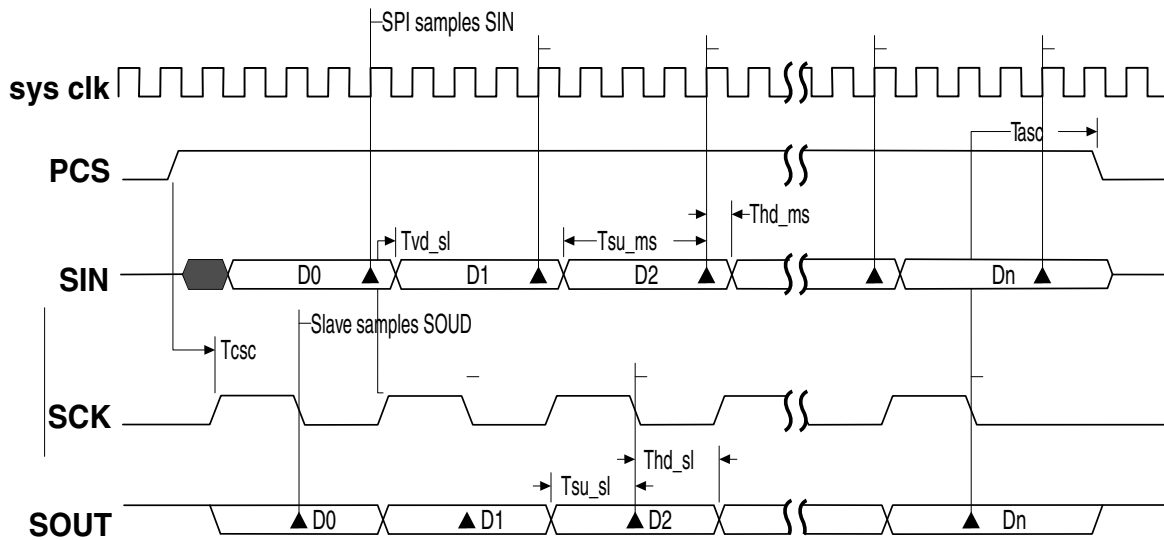 SPI samples SIN
sys clk
Tasc
PCS
Thd_ms
Tvd_sl
Tsu_ms
SIN
D0
D1
D2
Dn
Slave samples SOUD
Tcsc
SCK
Thd_sl
Tsu_sl
SOUT
D0
D1
D2
Dn